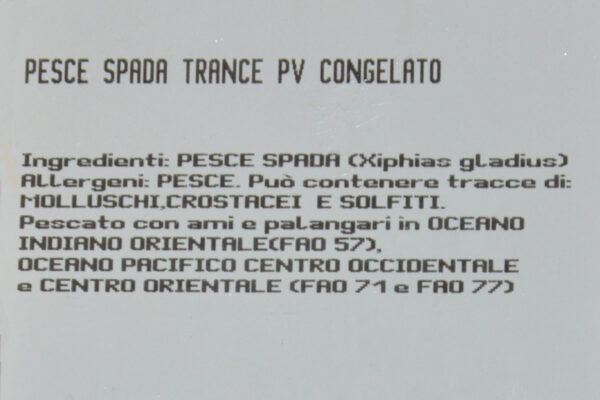 PESCE SPADA TRANCE PV CONGELATO
Ingredienti: PESCE SPADA (Xiphias gladius)
Allergeni: PESCE. Può contenere tracce di:
MOLLUSCHI,CROSTACEI E SOLFITI.
Pescato con ami e palangari in OCEANO
INDIANO ORIENTALE(FAO 57),
OCEANO PACIFICO CENTRO OCCIDENTALE
e CENTRO ORIENTALE (FAO 71 e FAO 77)